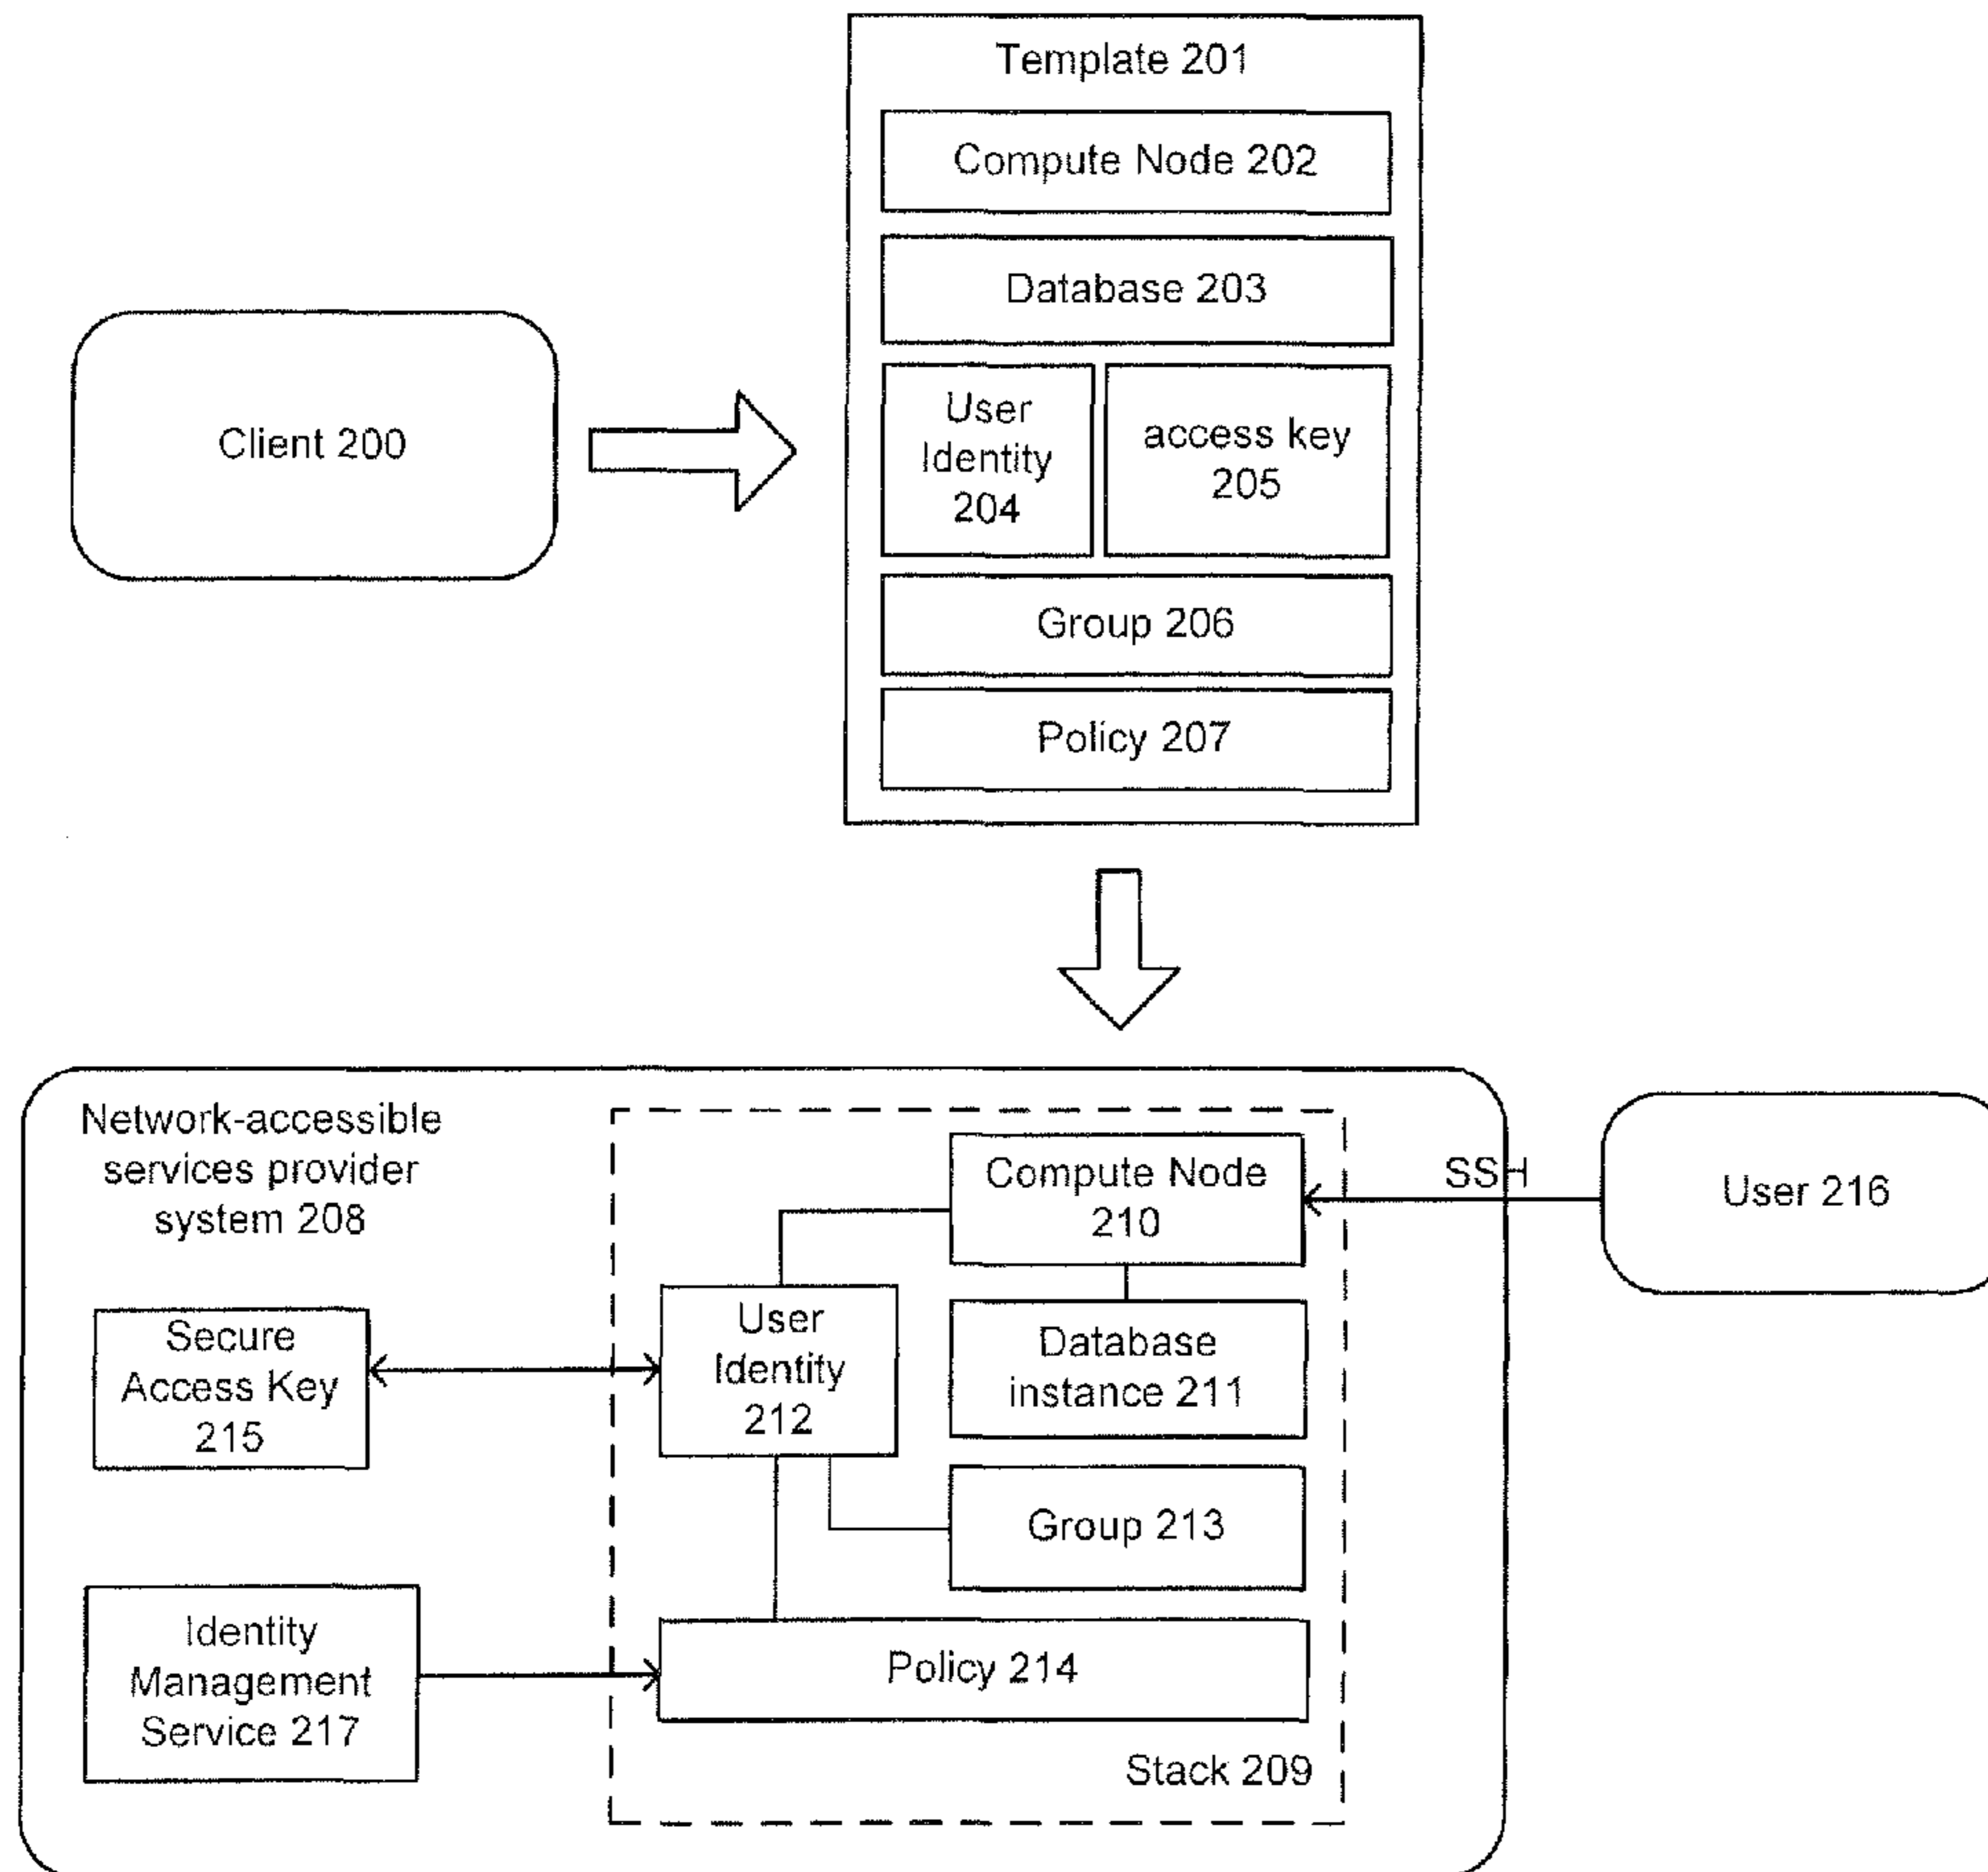 Template 201
Compute Node 202
Database 203
User
Identity
204
access key
205
Group 206
Policy 207
Client 200
Network-accessible
services provider
system 208
Compute Node
210
SSH
User 216
Secure
Access Key
215
User
Identity
212
Database
instance 211
Group 213
Identity
Management
Service 217
Policy 214
Stack 209